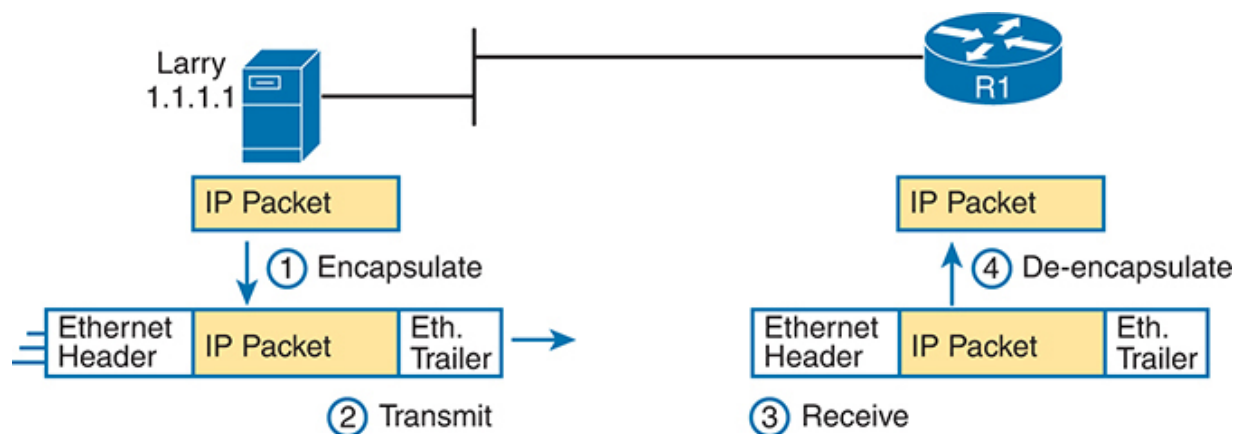 Larry
1.1.1.1
R1
IP Packet
IP Packet
1 Encapsulate
4 De-encapsulate
Ethernet
Header
IP Packet
Eth.
Trailer
Ethernet
Header
IP Packet
Eth.
Trailer
2 Transmit
3 Receive